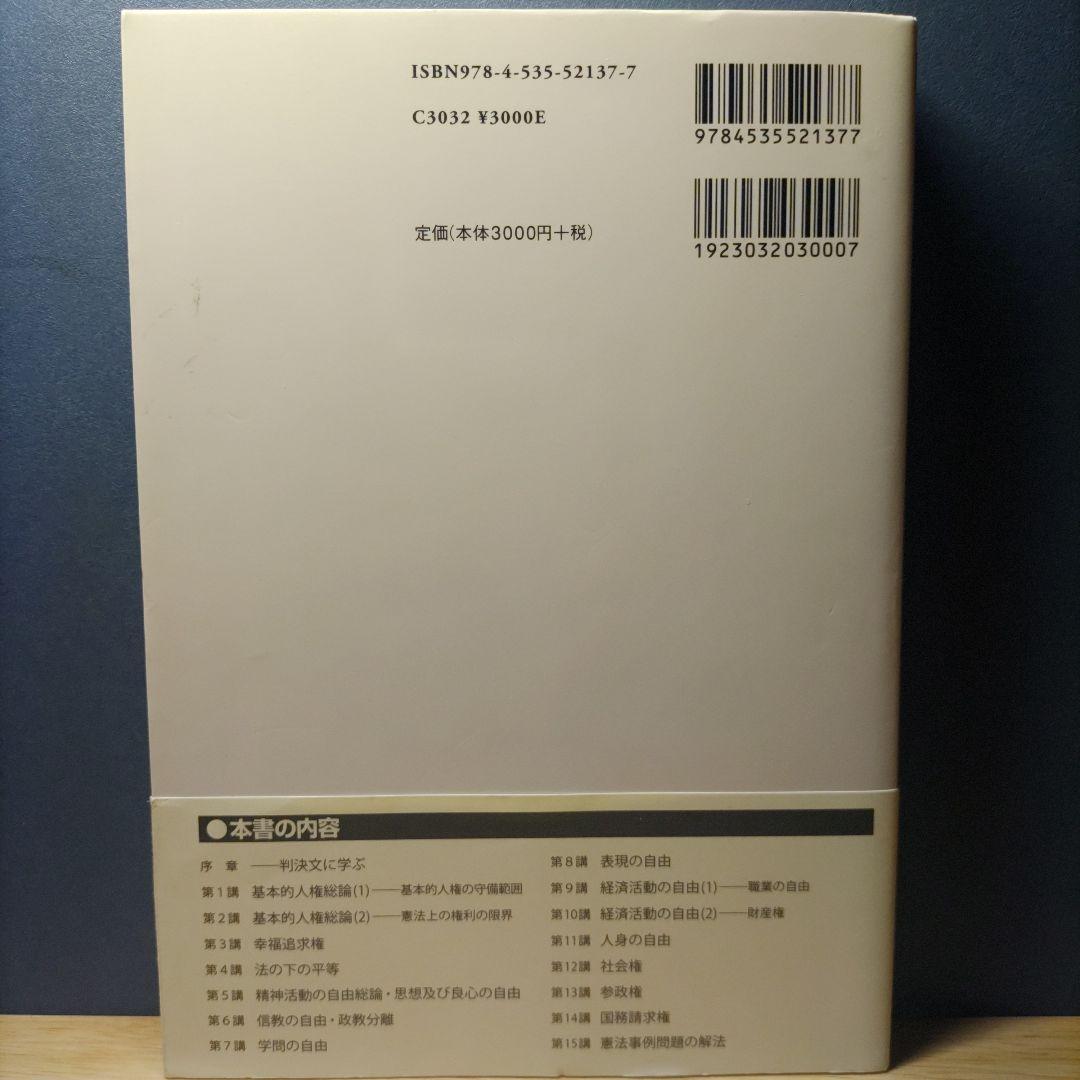 ISBN978-4-535-52137-7
C3032 ¥3000E
定価(本体3000円+税)
9784535521377
1923032030007
●本書の内容
序 章 ——判決文に学ぶ
第1講 基本的人権総論(1)——基本的人権の守備範囲
第2講 基本的人権総論(2)——憲法上の権利の限界
第3講 幸福追求権
第4講 法の下の平等
第5講 精神活動の自由総論・思想及び良心の自由
第6講 信教の自由・政教分離
第7講 学問の自由
第8講 表現の自由
第9講 経済活動の自由(1)——職業の自由
第10講 経済活動の自由(2)——財産権
第11講 人身の自由
第12講 社会権
第13講 参政権
第14講 国務請求権
第15講 憲法事例問題の解法